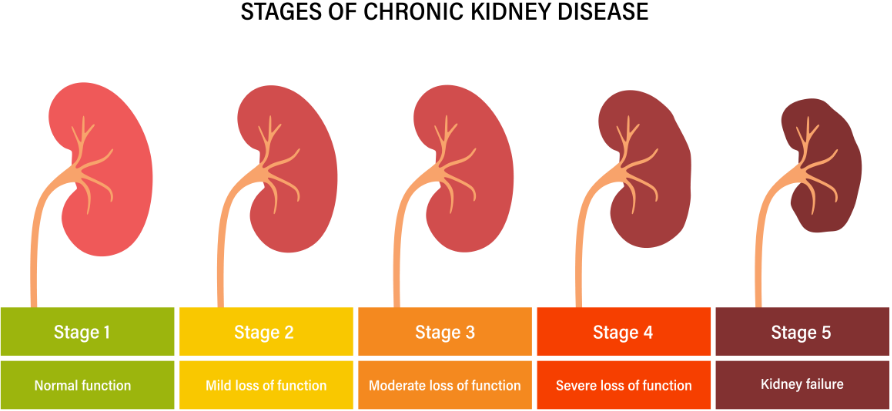 STAGES OF CHRONIC KIDNEY DISEASE
Stage 1
Stage 2
Stage 3
Stage 4
Stage 5
Normal function
Mild loss of function
Moderate loss of function
Severe loss of function
Kidney failure